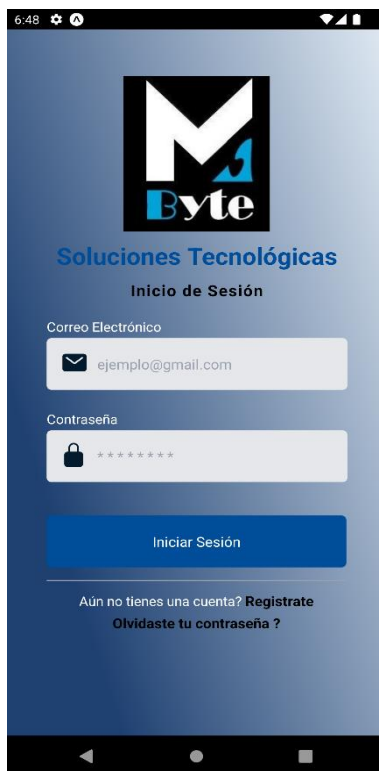 6:48
M
Byte
Soluciones Tecnológicas
Inicio de Sesión
Correo Electrónico
ejemplo@gmail.com
Contraseña
********
Iniciar Sesión
Aún no tienes una cuenta? Registrate
Olvidaste tu contraseña ?